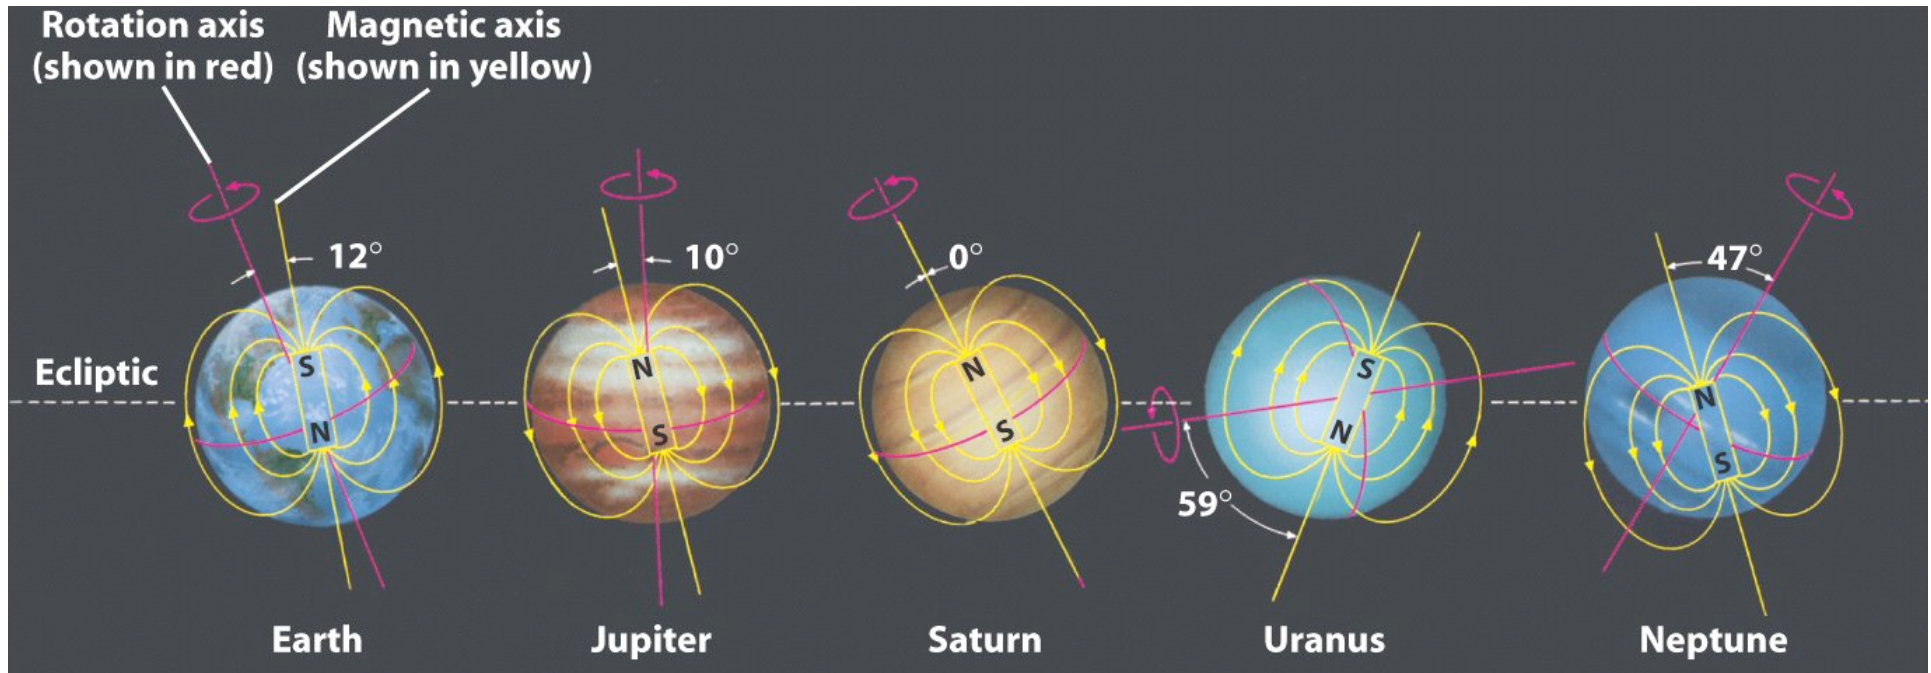 Rotation axis
(shown in red)
Magnetic axis
(shown in yellow)
12°
10°
0°
47°
59°
Ecliptic
S
N
N
S
N
S
S
N
N
S
Earth
Jupiter
Saturn
Uranus
Neptune